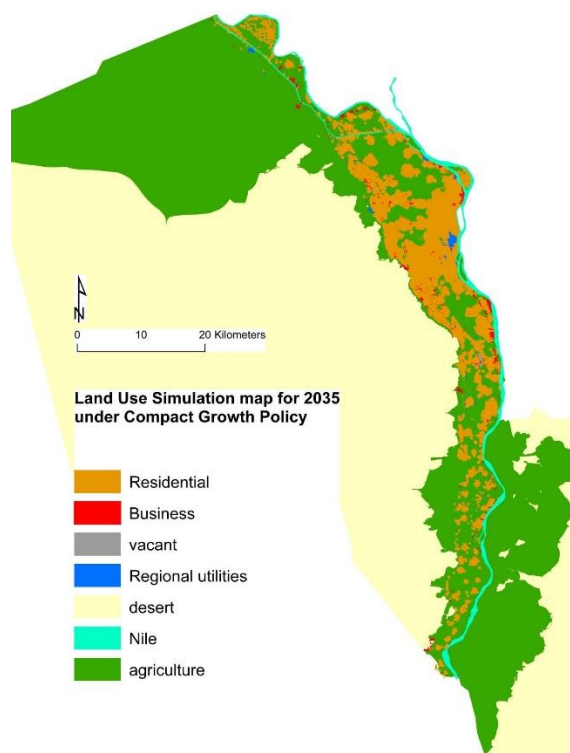 N
0 10 20 Kilometers
Land Use Simulation map for 2035
under Compact Growth Policy
Residential
Business
vacant
Regional utilities
desert
Nile
agriculture